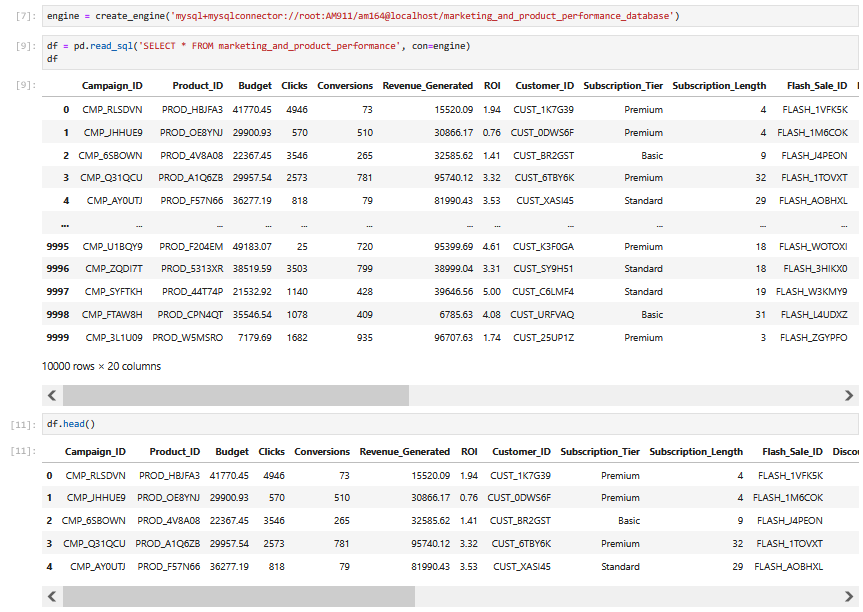 [7]: engine = create_engine('mysql+mysqlconnector://root:AM911/am164@localhost/marketing_and_product_performance_database')
[9]: df = pd.read_sql('SELECT * FROM marketing_and_product_performance', con=engine)
df
[9]: Campaign_ID Product_ID Budget Clicks Conversions Revenue_Generated ROI Customer_ID Subscription_Tier Subscription_Length Flash_Sale_ID
0 CMP_RLSDVN PROD_HBJFA3 41770.45 4946 73 15520.09 1.94 CUST_1K7G39 Premium 4 FLASH_1VFK5K
1 CMP_JHHUE9 PROD_OE8YNJ 29900.93 570 510 30866.17 0.76 CUST_0DWS6F Premium 4 FLASH_1M6COK
2 CMP_6SBOWN PROD_4V8A08 22367.45 3546 265 32585.62 1.41 CUST_BR2GST Basic 9 FLASH_J4PEON
3 CMP_Q31QCU PROD_A1Q6ZB 29957.54 2573 781 95740.12 3.32 CUST_6TBY6K Premium 32 FLASH_1TOVXT
4 CMP_AY0UTJ PROD_F57N66 36277.19 818 79 81990.43 3.53 CUST_XASI45 Standard 29 FLASH_AOBHXL
... ... ... ... ... ... ... ... ... ... ... ...
9995 CMP_U1BQY9 PROD_F204EM 49183.07 25 720 95399.69 4.61 CUST_K3F0GA Premium 18 FLASH_WOTOXI
9996 CMP_ZQDI7T PROD_5313XR 38519.59 3503 799 38999.04 3.31 CUST_SY9H51 Standard 18 FLASH_3HIKX0
9997 CMP_SYFTKH PROD_44T74P 21532.92 1140 428 39646.56 5.00 CUST_C6LMF4 Standard 19 FLASH_W3KMY9
9998 CMP_FTAW8H PROD_CPN4QT 35546.54 1078 409 6785.63 4.08 CUST_URFVAQ Basic 31 FLASH_L4UDXZ
9999 CMP_3L1U09 PROD_W5MSRO 7179.69 1682 935 96707.63 1.74 CUST_25UP1Z Premium 3 FLASH_ZGYPFO
10000 rows × 20 columns
[11]: df.head()
[11]: Campaign_ID Product_ID Budget Clicks Conversions Revenue_Generated ROI Customer_ID Subscription_Tier Subscription_Length Flash_Sale_ID Discou
0 CMP_RLSDVN PROD_HBJFA3 41770.45 4946 73 15520.09 1.94 CUST_1K7G39 Premium 4 FLASH_1VFK5K
1 CMP_JHHUE9 PROD_OE8YNJ 29900.93 570 510 30866.17 0.76 CUST_0DWS6F Premium 4 FLASH_1M6COK
2 CMP_6SBOWN PROD_4V8A08 22367.45 3546 265 32585.62 1.41 CUST_BR2GST Basic 9 FLASH_J4PEON
3 CMP_Q31QCU PROD_A1Q6ZB 29957.54 2573 781 95740.12 3.32 CUST_6TBY6K Premium 32 FLASH_1TOVXT
4 CMP_AY0UTJ PROD_F57N66 36277.19 818 79 81990.43 3.53 CUST_XASI45 Standard 29 FLASH_AOBHXL